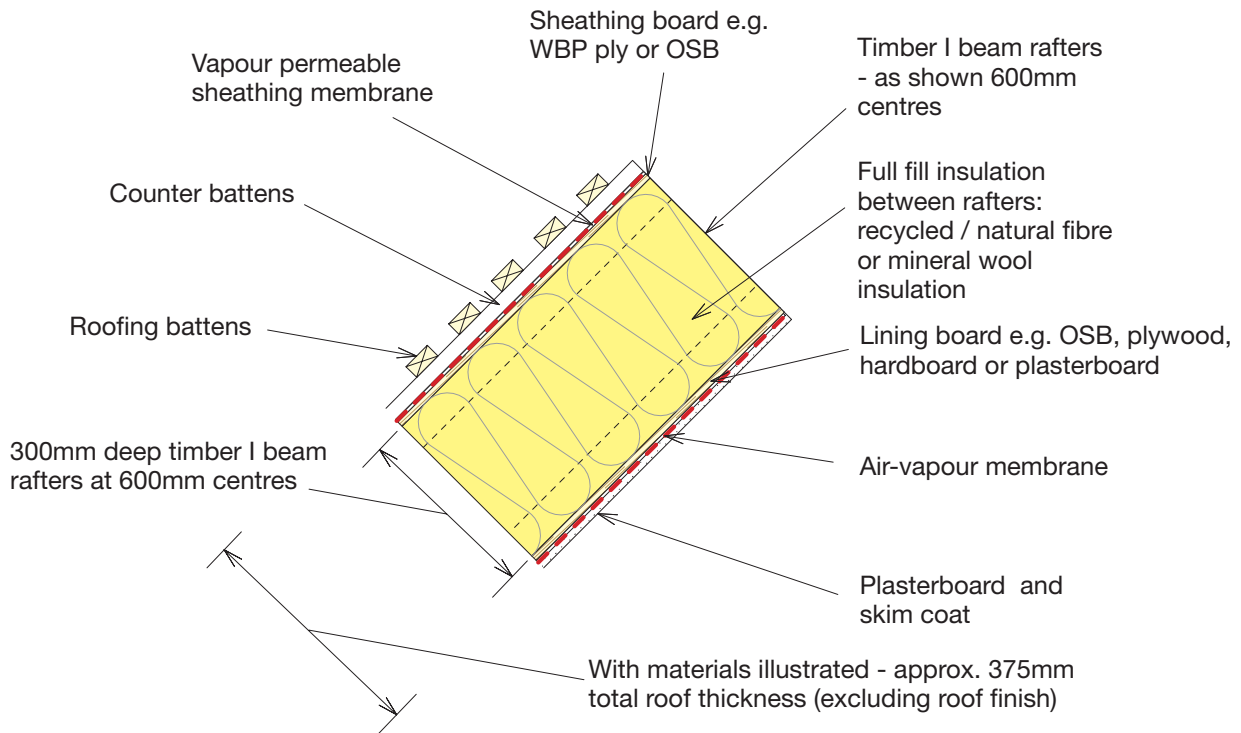 Sheathing board e.g.
WBP ply or OSB
Vapour permeable
sheathing membrane
Timber I beam rafters
- as shown 600mm
centres
Counter battens
Full fill insulation
between rafters:
recycled / natural fibre
or mineral wool
insulation
Roofing battens
Lining board e.g. OSB, plywood,
hardboard or plasterboard
300mm deep timber I beam
rafters at 600mm centres
Air-vapour membrane
Plasterboard and
skim coat
With materials illustrated - approx. 375mm
total roof thickness (excluding roof finish)